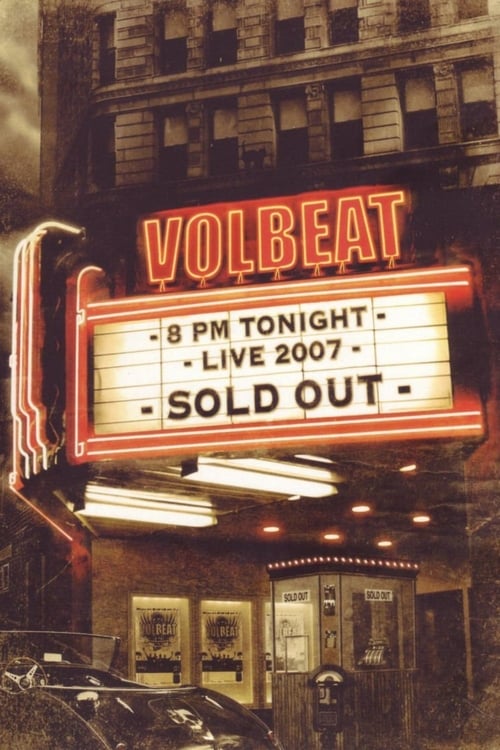 VOLBEAT
- 8 PM TONIGHT -
- LIVE 2007 -
- SOLD OUT -
SOLD OUT
SOLD OUT
VOLBEAT
VOLBEAT